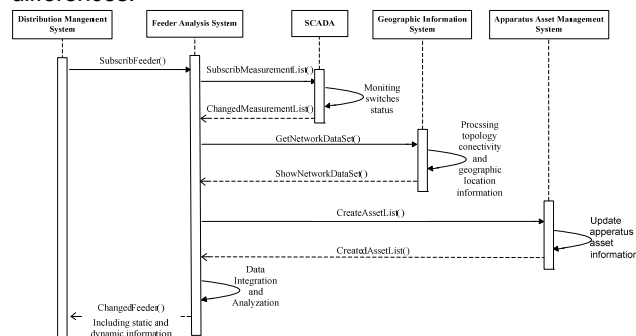 differences.
Distribution Mangement
System
Feeder Analysis System
SCADA
Geographic Information
System
Apparatus Asset Management
System
SubscribFeeder()
SubscribMeasurementList()
Moniting
switches
status
ChangedMeasurementList()
GetNetworkDataSet()
Procssing
topology
conectivity
and
geographic
location
information
ShowNetworkDataSet()
CreateAssetList()
Update
apperatus
asset
information
CreatedAssetList()
Data
Integration
and
Analyzation
ChangedFeeder()
Including static and
dynamic information